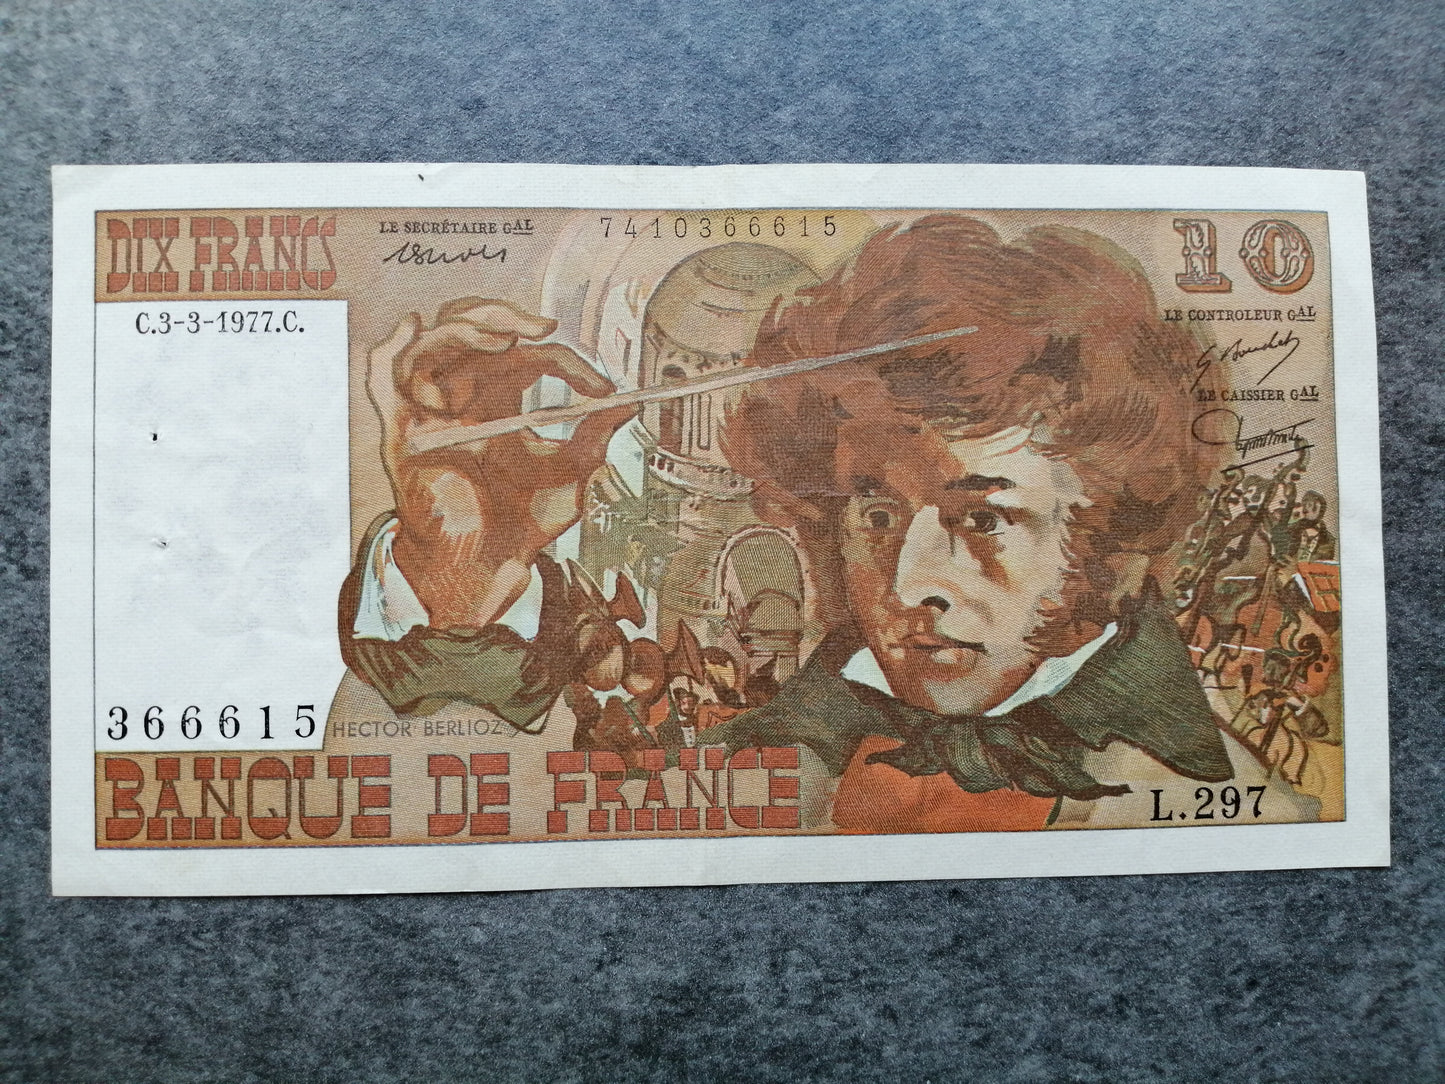 DIX FRANCS
LE SECRÉTAIRE GAL
7410366615
10
C.3-3-1977.C.
LE CONTROLEUR GAL
G Bouchet
LE CAISSIER GAL
366615
HECTOR BERLIOZ
BANQUE DE FRANCE
L.297